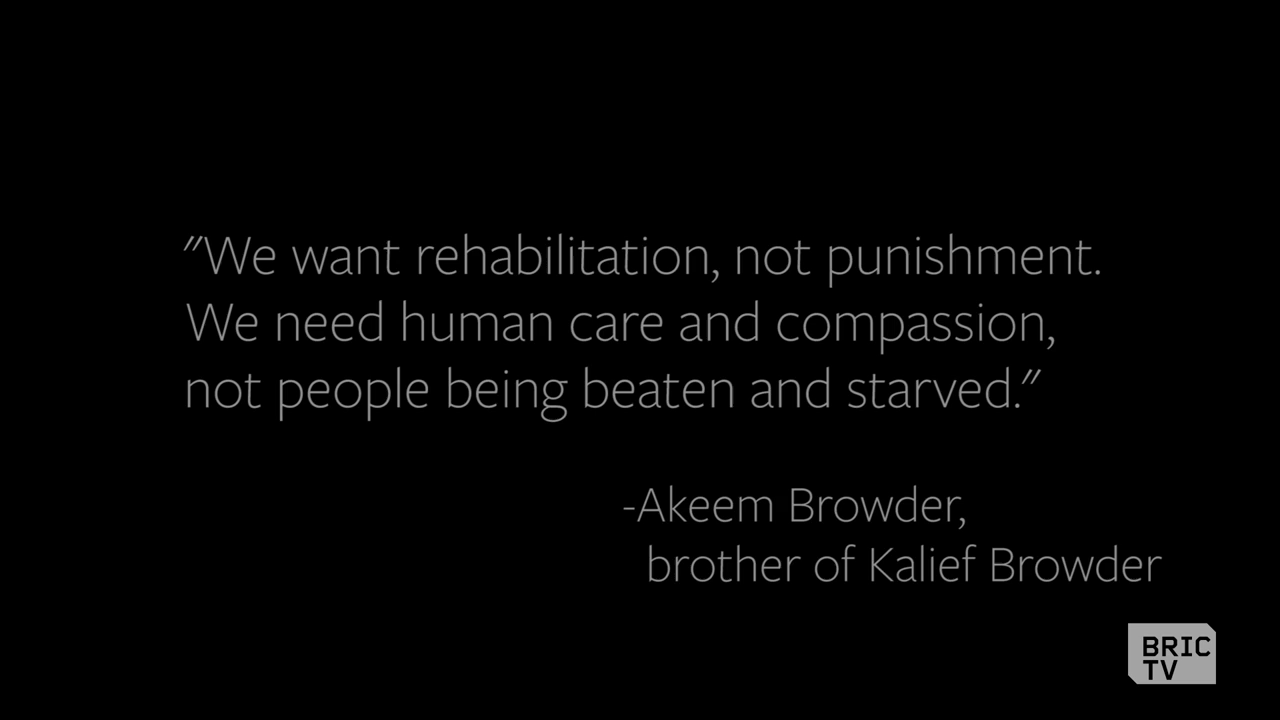 "We want rehabilitation, not punishment.
We need human care and compassion,
not people being beaten and starved."
-Akeem Browder,
brother of Kalief Browder
BRIC
TV